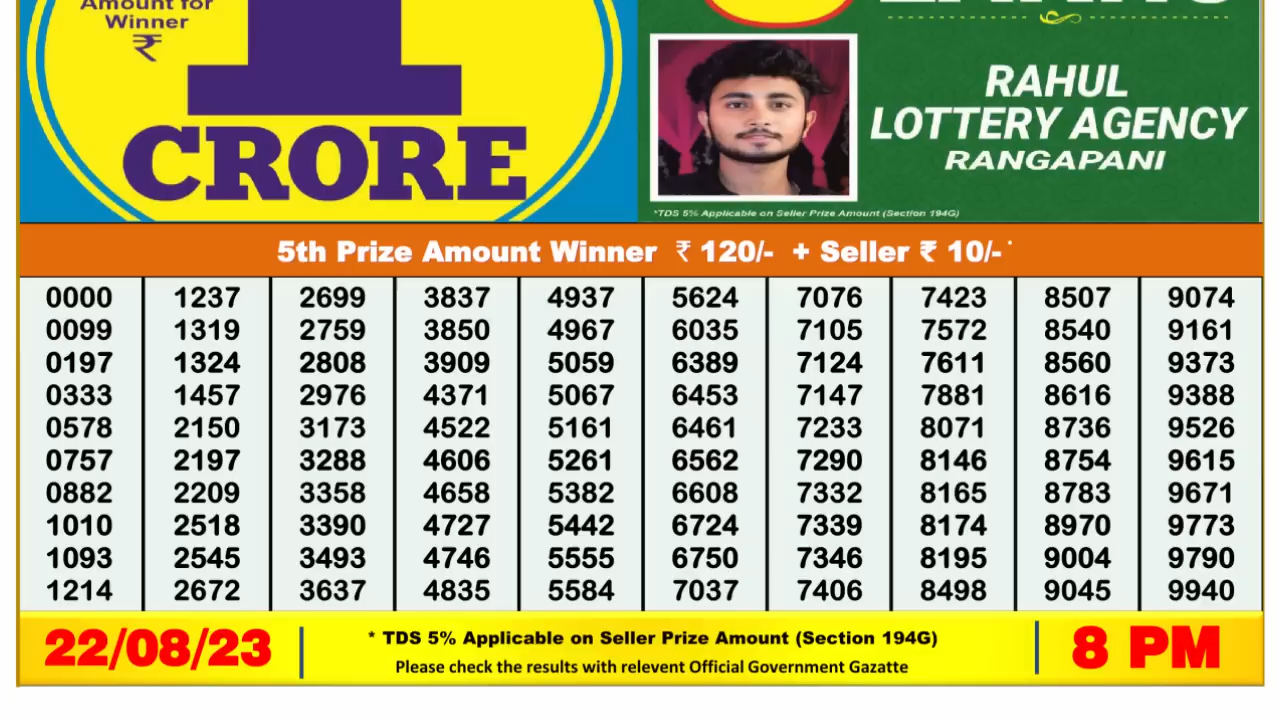 Amount for
Winner
₹
1
CRORE
RAHUL
LOTTERY AGENCY
RANGAPANI
*TDS 5% Applicable on Seller Prize Amount (Section 194G)
5th Prize Amount Winner ₹ 120/- + Seller ₹ 10/-*
0000 1237 2699 3837 4937 5624 7076 7423 8507 9074
0099 1319 2759 3850 4967 6035 7105 7572 8540 9161
0197 1324 2808 3909 5059 6389 7124 7611 8560 9373
0333 1457 2976 4371 5067 6453 7147 7881 8616 9388
0578 2150 3173 4522 5161 6461 7233 8071 8736 9526
0757 2197 3288 4606 5261 6562 7290 8146 8754 9615
0882 2209 3358 4658 5382 6608 7332 8165 8783 9671
1010 2518 3390 4727 5442 6724 7339 8174 8970 9773
1093 2545 3493 4746 5555 6750 7346 8195 9004 9790
1214 2672 3637 4835 5584 7037 7406 8498 9045 9940
22/08/23
* TDS 5% Applicable on Seller Prize Amount (Section 194G)
Please check the results with relevent Official Government Gazatte
8 PM